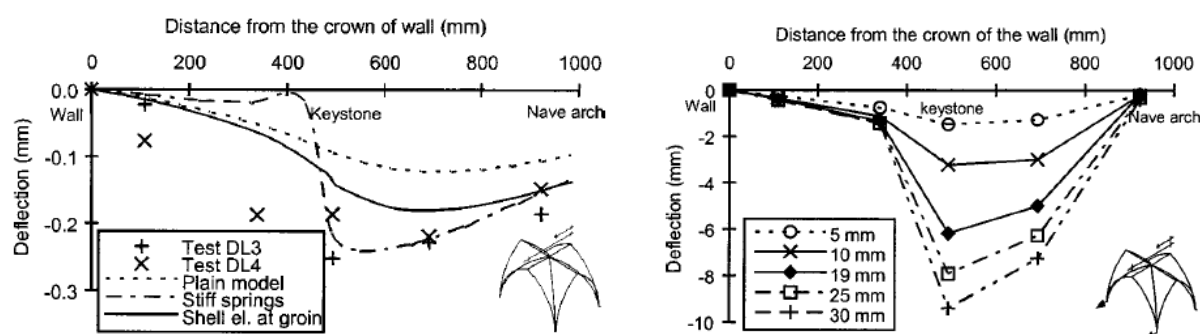 Distance from the crown of wall (mm)
0 200 400 600 800 1000
0.0
Wall
Keystone
Nave arch
-0.1
-0.2
-0.3
Deflection (mm)
Test DL3
Test DL4
Plain model
Stiff springs
Shell el. at groin
Distance from the crown of the wall (mm)
0 200 400 600 800 1000
0
Wall
keystone
Nave arch
-2
-4
-6
-8
-10
Deflection (mm)
5 mm
10 mm
19 mm
25 mm
30 mm